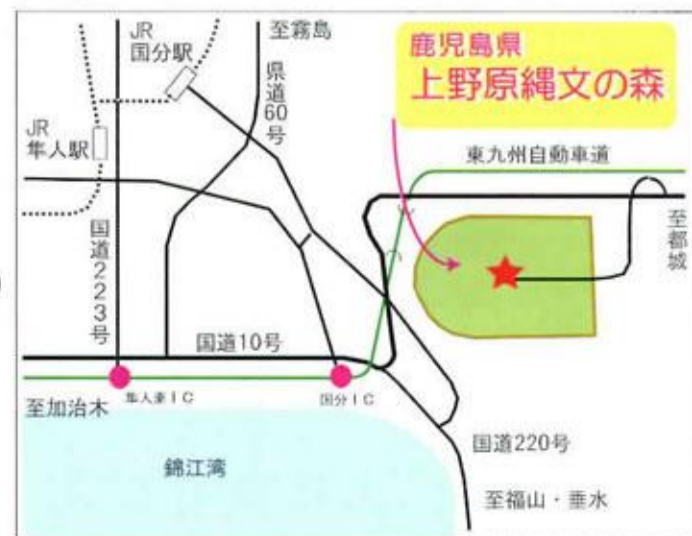 JR
国分駅
至霧島
県道60号
鹿児島県
上野原縄文の森
JR
隼人駅
東九州自動車道
国道223号
至都城
国道10号
至加治木
隼人東IC
国分IC
錦江湾
国道220号
至福山・垂水